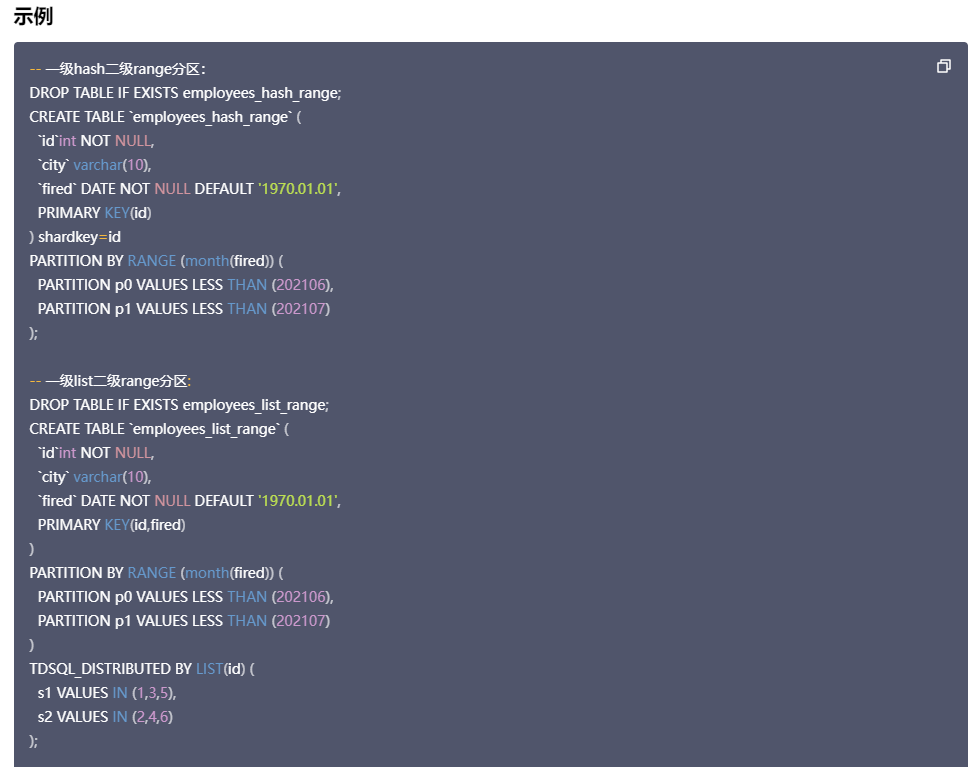 示例
-- 一级hash二级range分区：
DROP TABLE IF EXISTS employees_hash_range;
CREATE TABLE `employees_hash_range` (
  `id`int NOT NULL,
  `city` varchar(10),
  `fired` DATE NOT NULL DEFAULT '1970.01.01',
  PRIMARY KEY(id)
) shardkey=id
PARTITION BY RANGE (month(fired)) (
  PARTITION p0 VALUES LESS THAN (202106),
  PARTITION p1 VALUES LESS THAN (202107)
);
-- 一级list二级range分区:
DROP TABLE IF EXISTS employees_list_range;
CREATE TABLE `employees_list_range` (
  `id`int NOT NULL,
  `city` varchar(10),
  `fired` DATE NOT NULL DEFAULT '1970.01.01',
  PRIMARY KEY(id,fired)
)
PARTITION BY RANGE (month(fired)) (
  PARTITION p0 VALUES LESS THAN (202106),
  PARTITION p1 VALUES LESS THAN (202107)
)
TDSQL_DISTRIBUTED BY LIST(id) (
  s1 VALUES IN (1,3,5),
  s2 VALUES IN (2,4,6)
);